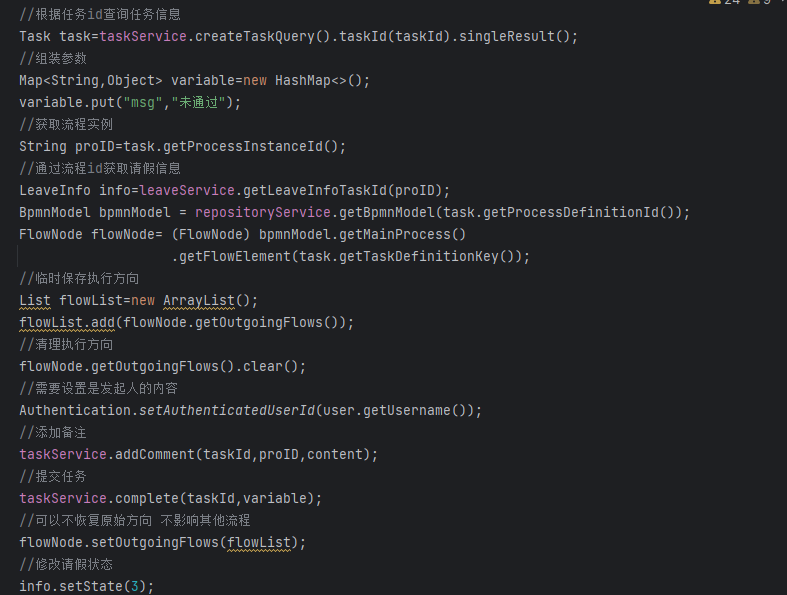 24 9
//根据任务id查询任务信息
Task task=taskService.createTaskQuery().taskId(taskId).singleResult();
//组装参数
Map<String,Object> variable=new HashMap<>();
variable.put("msg","未通过");
//获取流程实例
String proID=task.getProcessInstanceId();
//通过流程id获取请假信息
LeaveInfo info=leaveService.getLeaveInfoTaskId(proID);
BpmnModel bpmnModel = repositoryService.getBpmnModel(task.getProcessDefinitionId());
FlowNode flowNode= (FlowNode) bpmnModel.getMainProcess()
.getFlowElement(task.getTaskDefinitionKey());
//临时保存执行方向
List flowList=new ArrayList();
flowList.add(flowNode.getOutgoingFlows());
//清理执行方向
flowNode.getOutgoingFlows().clear();
//需要设置是发起人的内容
Authentication.setAuthenticatedUserId(user.getUsername());
//添加备注
taskService.addComment(taskId,proID,content);
//提交任务
taskService.complete(taskId,variable);
//可以不恢复原始方向 不影响其他流程
flowNode.setOutgoingFlows(flowList);
//修改请假状态
info.setState(3);